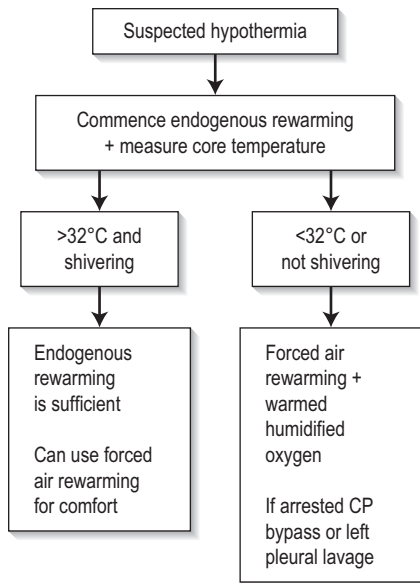 Suspected hypothermia
Commence endogenous rewarming
+ measure core temperature
>32°C and
shivering
<32°C or
not shivering
Endogenous
rewarming
is sufficient
Can use forced
air rewarming
for comfort
Forced air
rewarming +
warmed
humidified
oxygen
If arrested CP
bypass or left
pleural lavage